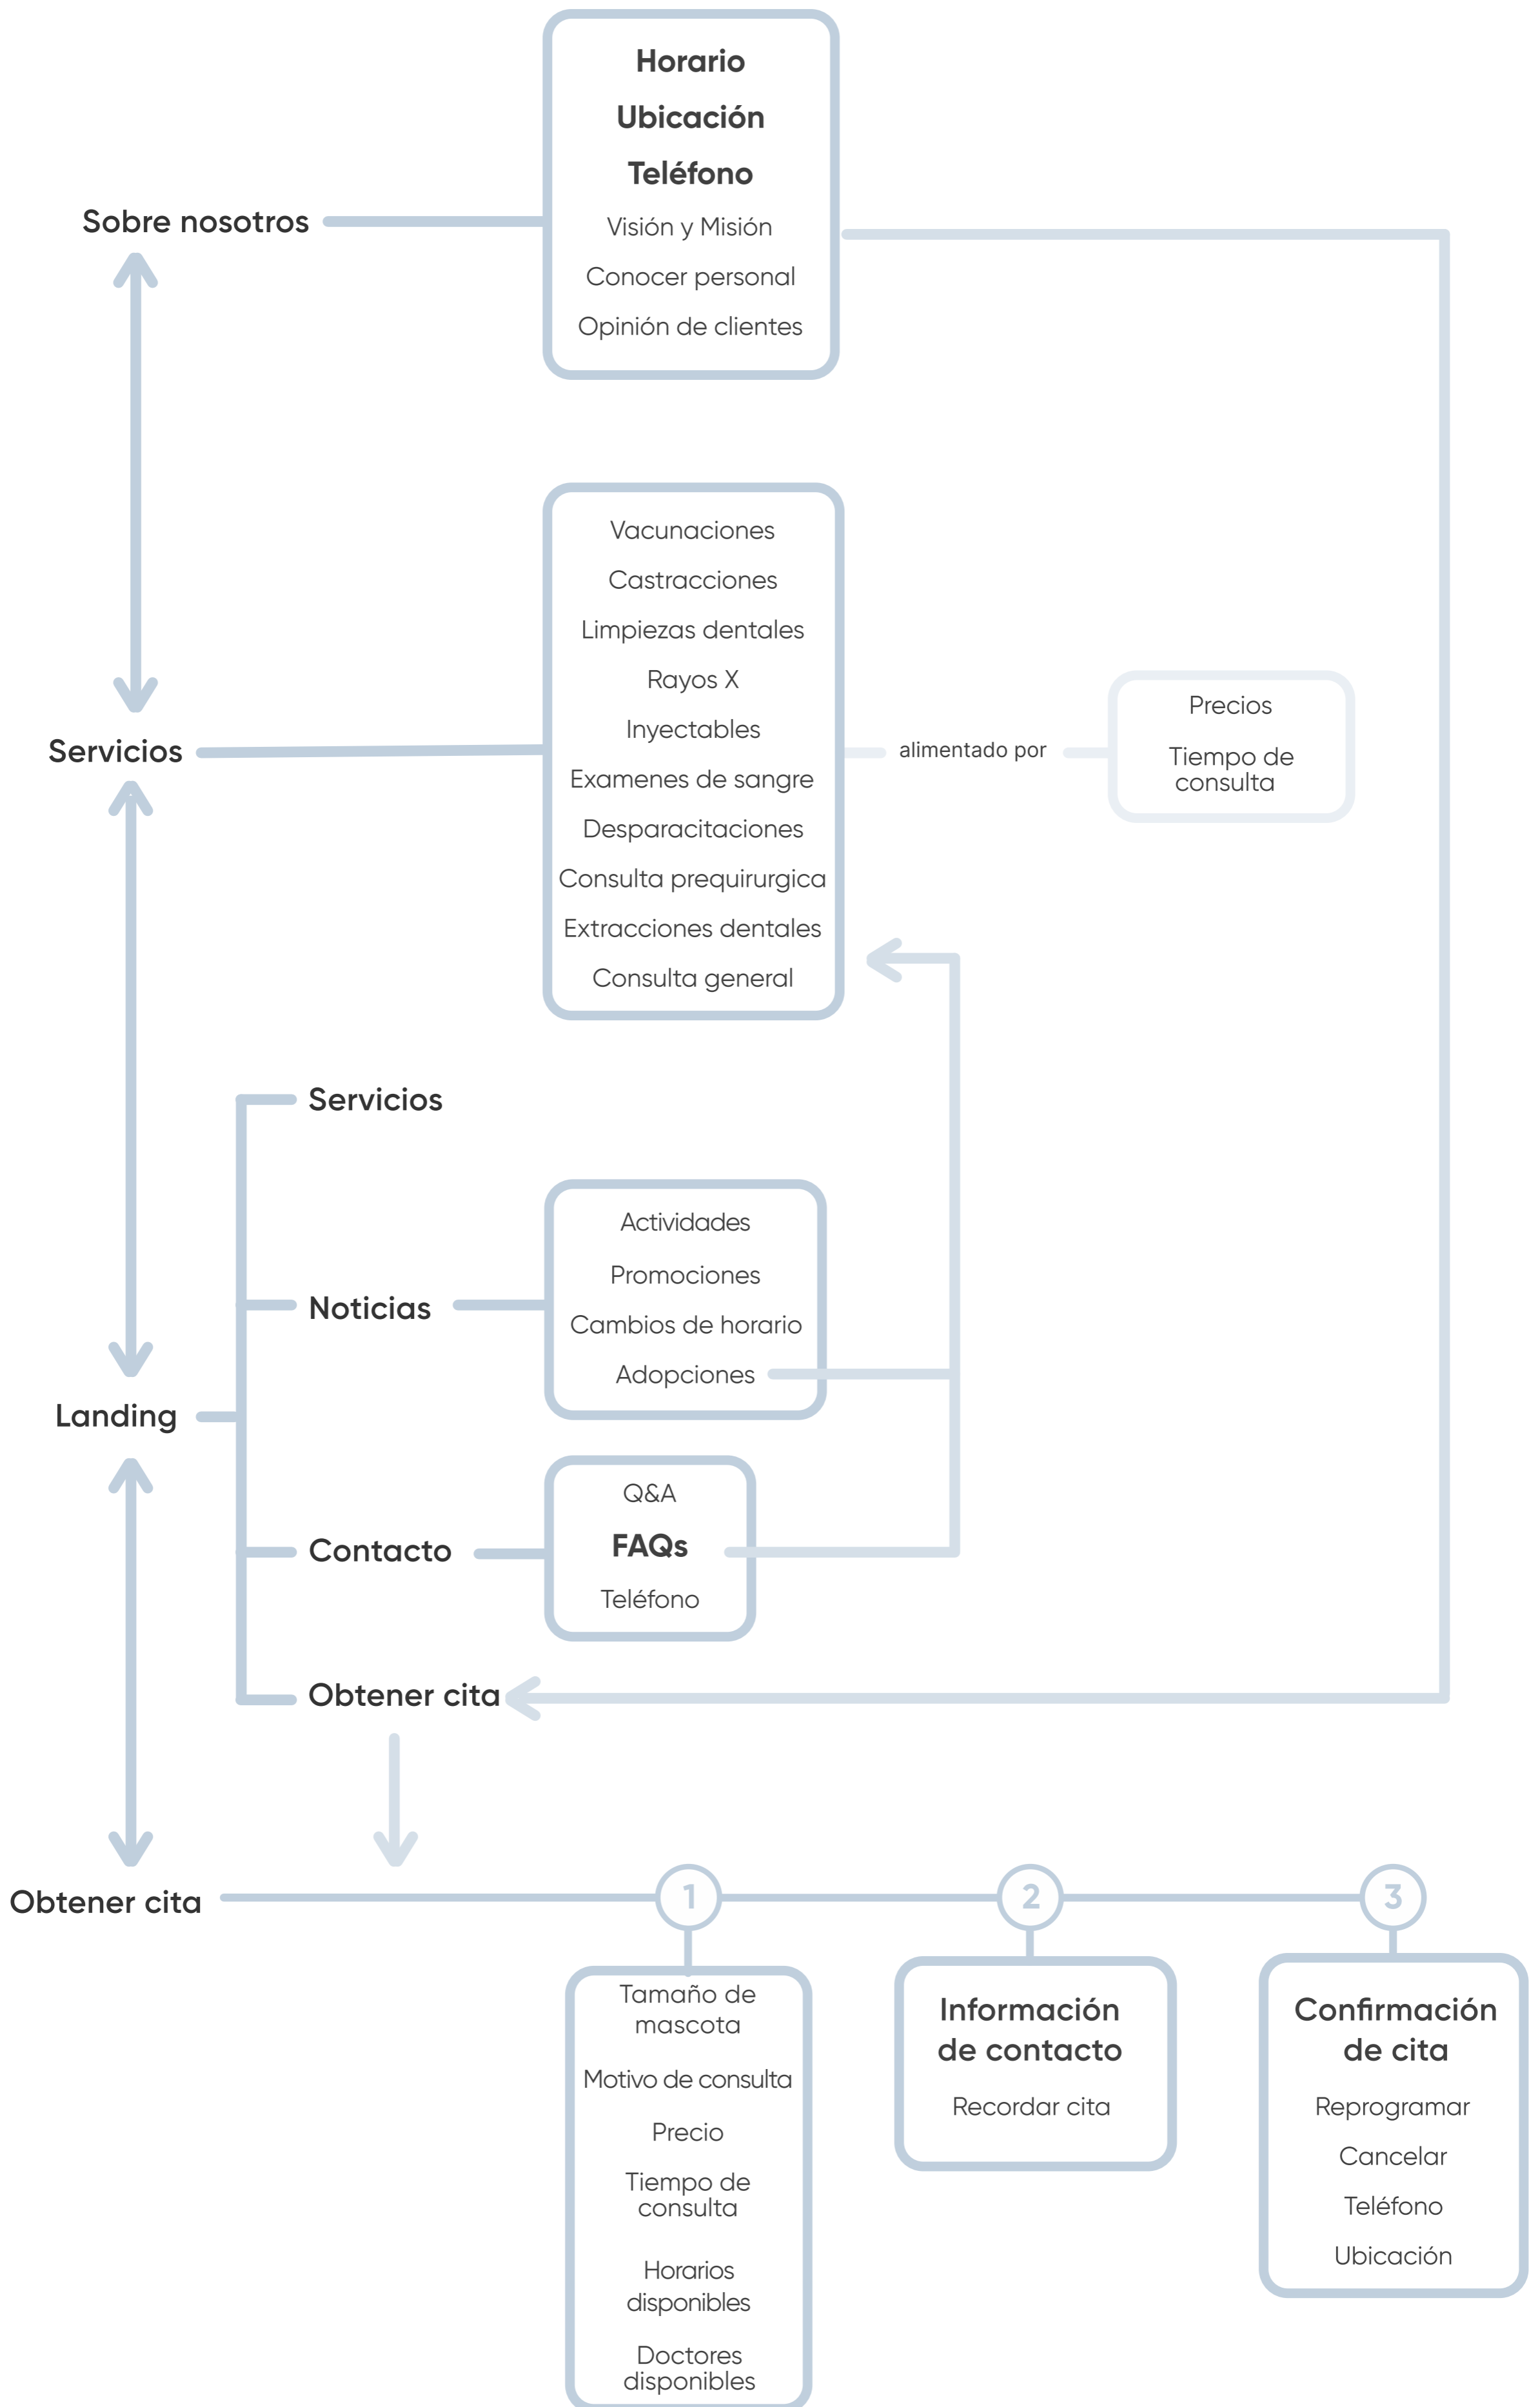 Horario
Ubicación
Teléfono
Visión y Misión
Conocer personal
Opinión de clientes
Sobre nosotros
Vacunaciones
Castracciones
Limpiezas dentales
Rayos X
Inyectables
Examenes de sangre
Desparacitaciones
Consulta prequirurgica
Extracciones dentales
Consulta general
Servicios
alimentado por
Precios
Tiempo de
consulta
Servicios
Noticias
Actividades
Promociones
Cambios de horario
Adopciones
Landing
Contacto
Q&A
FAQs
Teléfono
Obtener cita
Obtener cita
1
2
3
Tamaño de
mascota
Motivo de consulta
Precio
Tiempo de
consulta
Horarios
disponibles
Doctores
disponibles
Información
de contacto
Recordar cita
Confirmación
de cita
Reprogramar
Cancelar
Teléfono
Ubicación